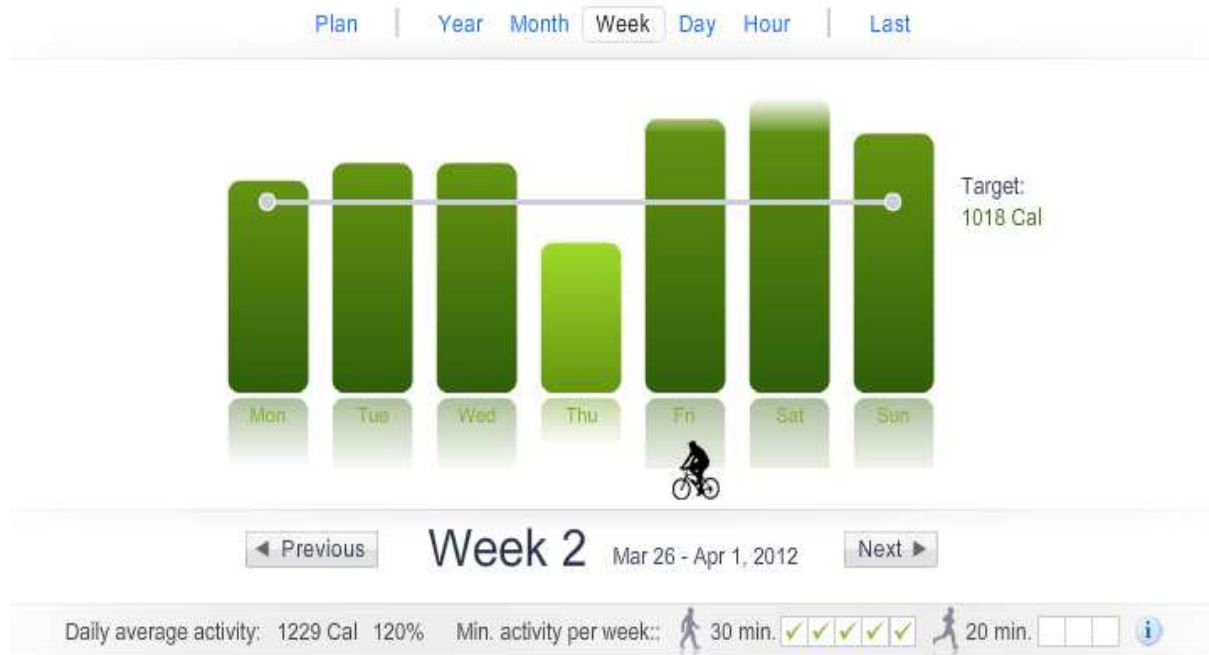 Plan | Year Month Week Day Hour | Last
Target:
1018 Cal
Mon Tue Wed Thu Fri Sat Sun
Previous Week 2 Mar 26 - Apr 1, 2012 Next
Daily average activity: 1229 Cal 120% Min. activity per week:: 30 min. 20 min. i